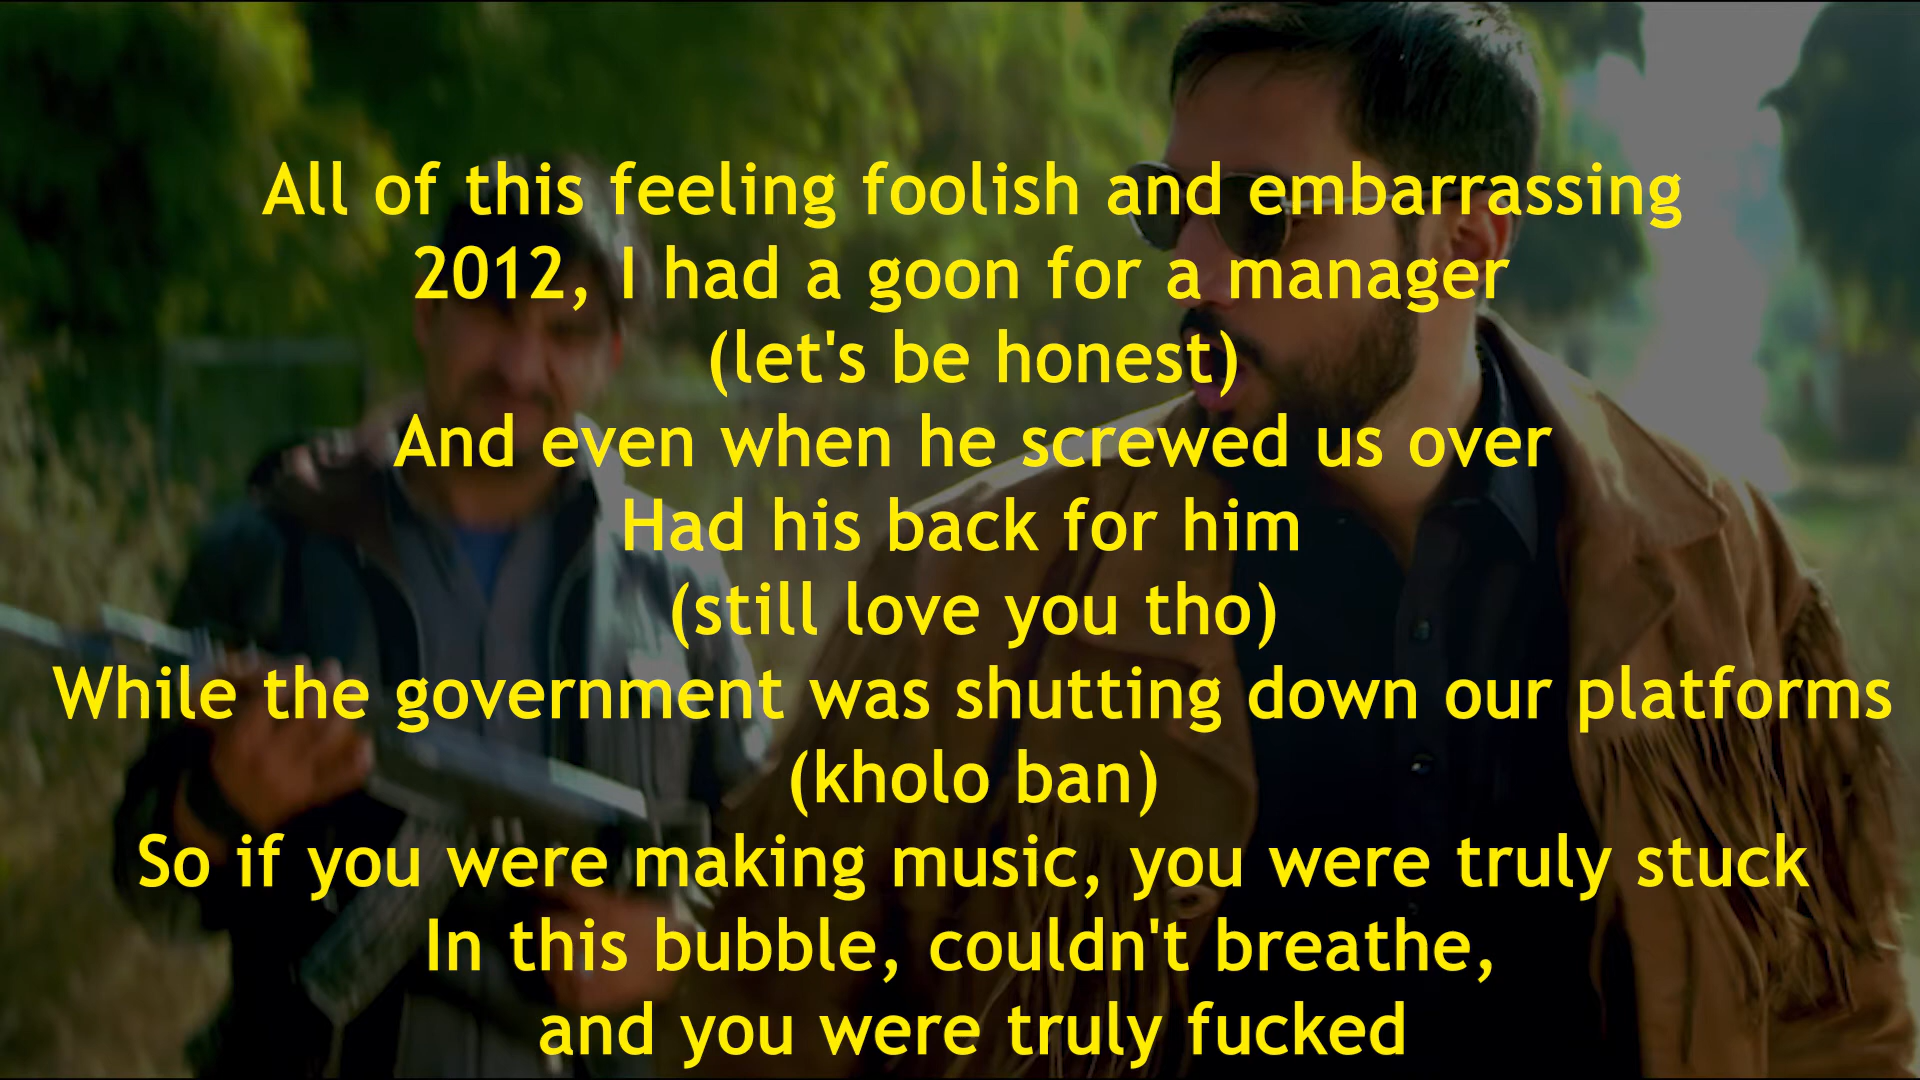 All of this feeling foolish and embarrassing
2012, I had a goon for a manager
(let's be honest)
And even when he screwed us over
Had his back for him
(still love you tho)
While the government was shutting down our platforms
(kholo ban)
So if you were making music, you were truly stuck
In this bubble, couldn't breathe,
and you were truly fucked